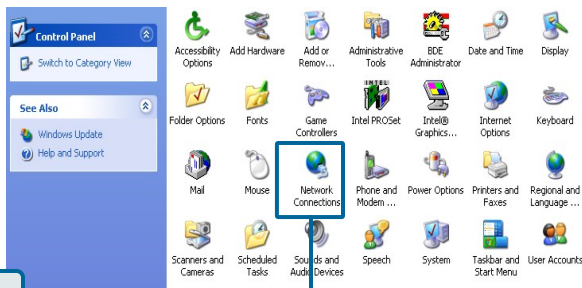 Control Panel
Switch to Category View
See Also
Windows Update
Help and Support
Accessibility
Options
Add Hardware
Add or
Remov...
Administrative
Tools
BDE
Administrator
Date and Time
Display
Folder Options
Fonts
Game
Controllers
INTEL
Intel PROSet
Intel®
Graphics...
Internet
Options
Keyboard
Mail
Mouse
Network
Connections
Phone and
Modem ...
Power Options
Printers and
Faxes
Regional and
Language ...
Scanners and
Cameras
Scheduled
Tasks
Sounds and
Audio Devices
Speech
System
Taskbar and
Start Menu
User Accounts